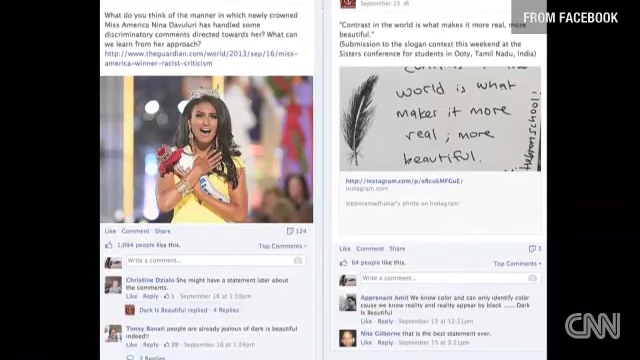 FROM FACEBOOK
What do you think of the manner in which newly crowned
Miss America Nina Davuluri has handled some
discriminatory comments directed towards her? What can
we learn from her approach?
http://www.theguardian.com/world/2013/sep/16/miss-
america-winner-racist-criticism
Like Comment Share
124
1,094 people like this.
Top Comments
Write a comment...
Christine Dzialo She might have a statement later about
the comments.
Like · Reply · 1 · September 16 at 1:59pm
Dark Is Beautiful replied · 4 Replies
Timsy Banati people are already jealous of dark is beautiful
indeed!!
Like · Reply · 39 · September 16 at 1:24pm
2 Replies
September 15
"Contrast in the world is what makes it more real, more
beautiful."
(Submission to the slogan contest this weekend at the
Sisters conference for students in Ooty, Tamil Nadu, India)
world is what
makes it more
real; more
beautiful.
Hebronschool!
instagram.com
Like Comment Share
3
64 people like this.
Top Comments
Write a comment...
Apprenant Amit We know color and can only identify color
cause we know reality and reality appear by black ...... Dark
Is Beautiful
Like · Reply · September 15 at 12:21pm
Nita Gilborne that is the best statement ever.
Like · Reply · September 15 at 3:21pm
CNN